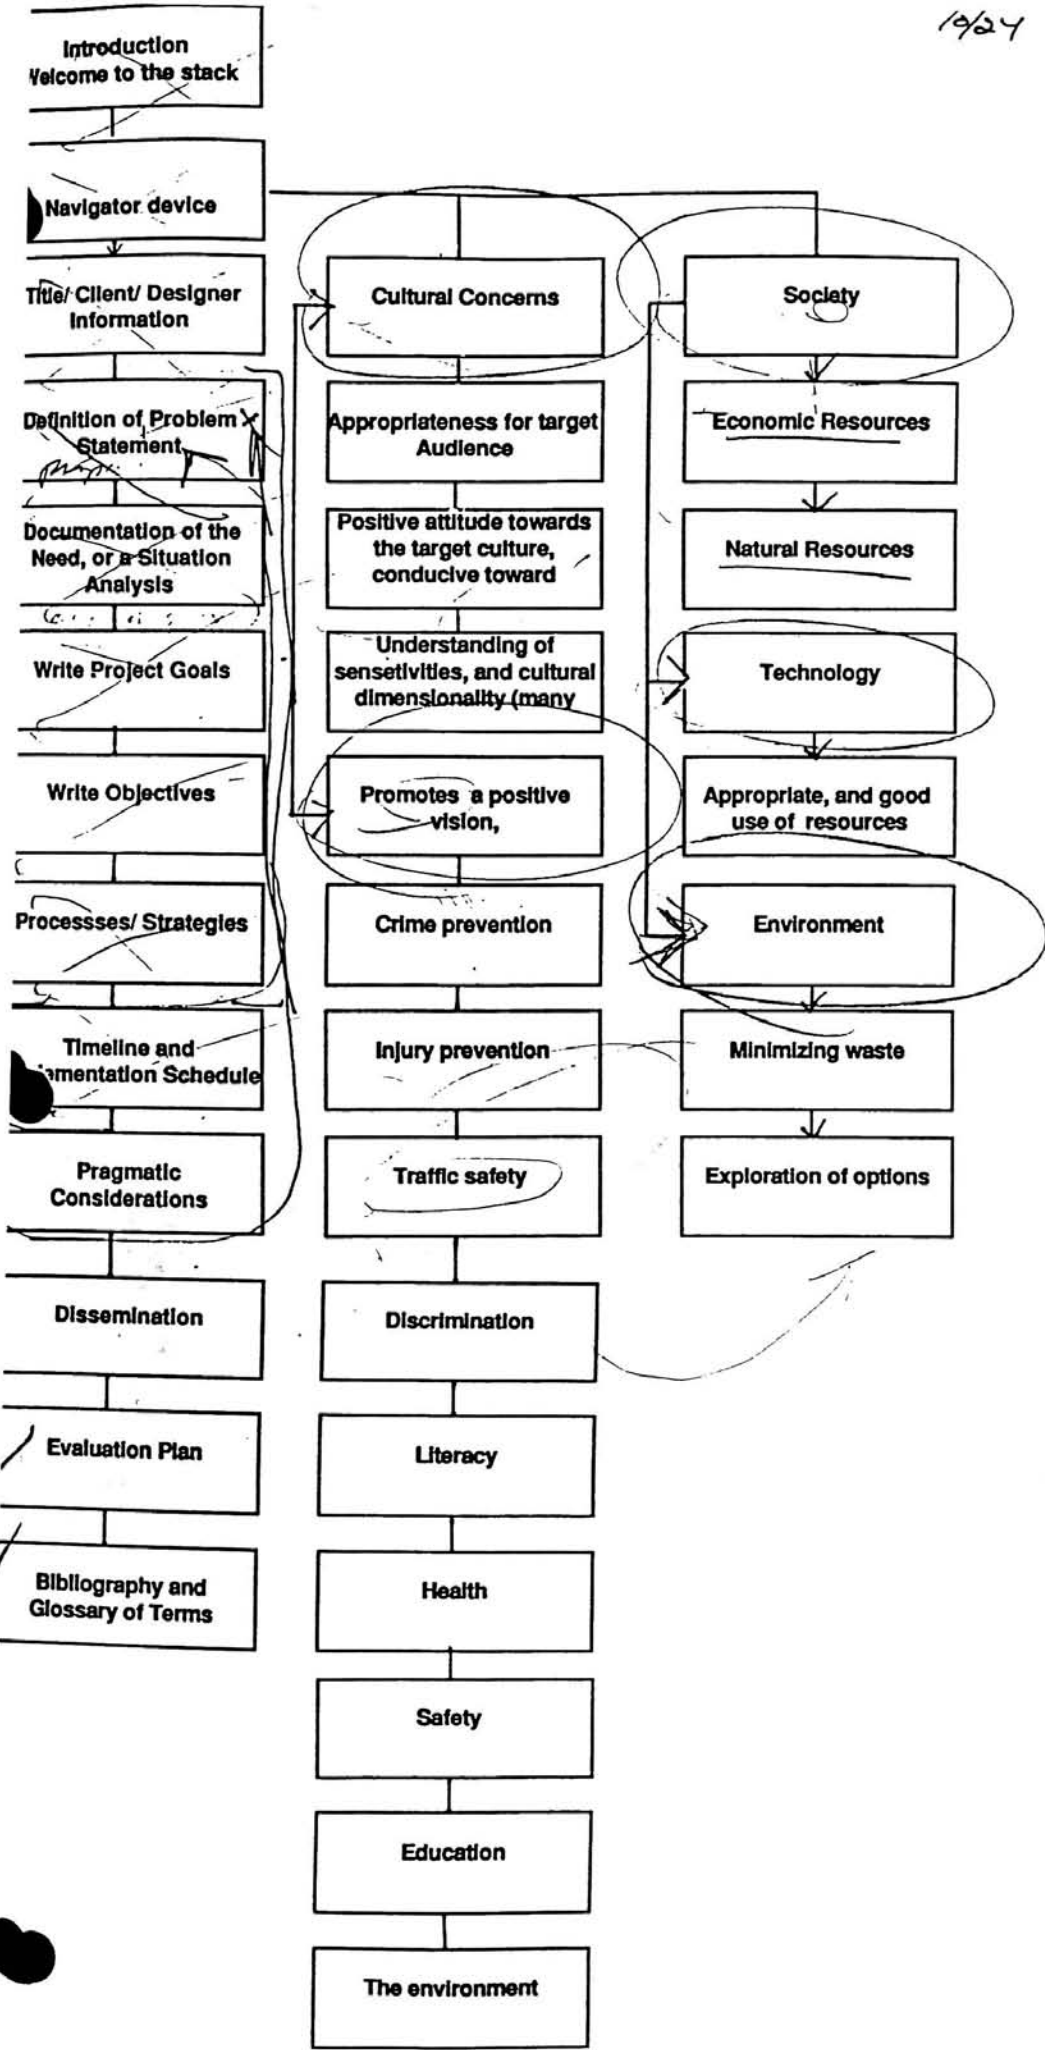 10/24
Introduction
Welcome to the stack
Navigator device
Title/ Client/ Designer
Information
Definition of Problem
Statement
Documentation of the
Need, or a Situation
Analysis
Write Project Goals
Write Objectives
Processses/ Strategies
Timeline and
ementation Schedule
Pragmatic
Considerations
Dissemination
Evaluation Plan
Bibliography and
Glossary of Terms
Cultural Concerns
Appropriateness for target
Audience
Positive attitude towards
the target culture,
conducive toward
Understanding of
sensetivities, and cultural
dimensionality (many
Promotes a positive
vision,
Crime prevention
Injury prevention
Traffic safety
Discrimination
Literacy
Health
Safety
Education
The environment
Society
Economic Resources
Natural Resources
Technology
Appropriate, and good
use of resources
Environment
Minimizing waste
Exploration of options